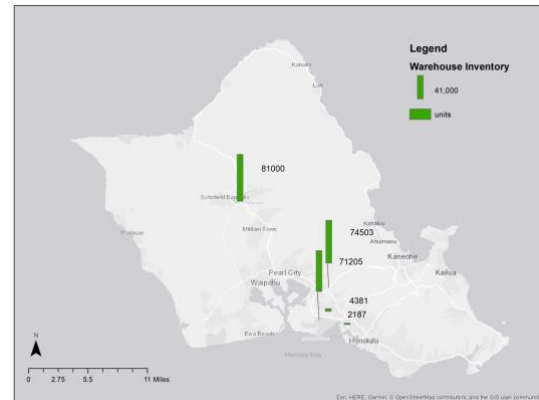 Legend
Warehouse Inventory
41,000
units
Kahuku
81000
Schofield Barracks
Waianae
Mililani Town
74503
Kahaluu
Ahuimanu
Kaneohe
71205
Kailua
Pearl City
Waipahu
4381
2187
Ewa Beach
Honolulu
Mamala Bay
N
0 2.75 5.5 11 Miles
Esri, HERE, Garmin, © OpenStreetMap contributors, and the GIS user community